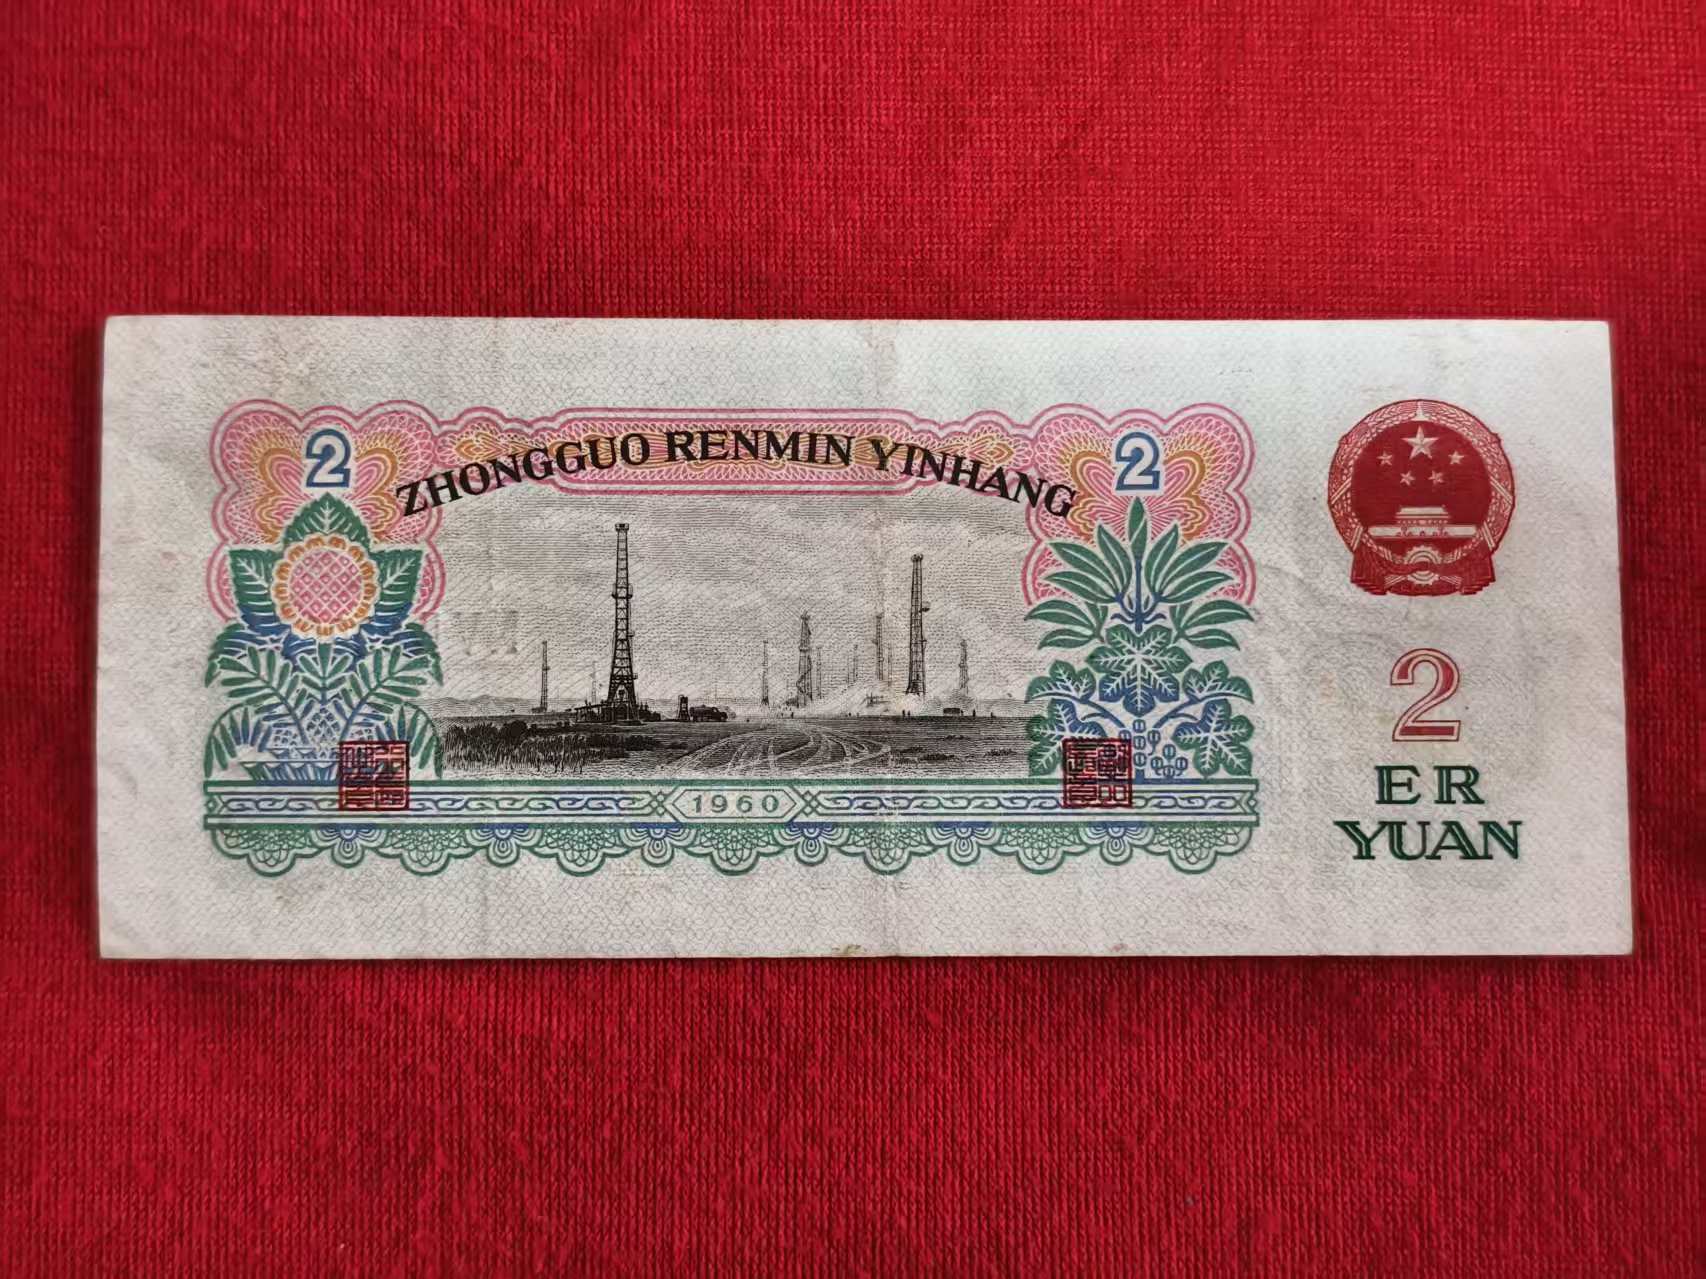 2
ZHONGGUO RENMIN YINHANG
2
1960
2
ER
YUAN